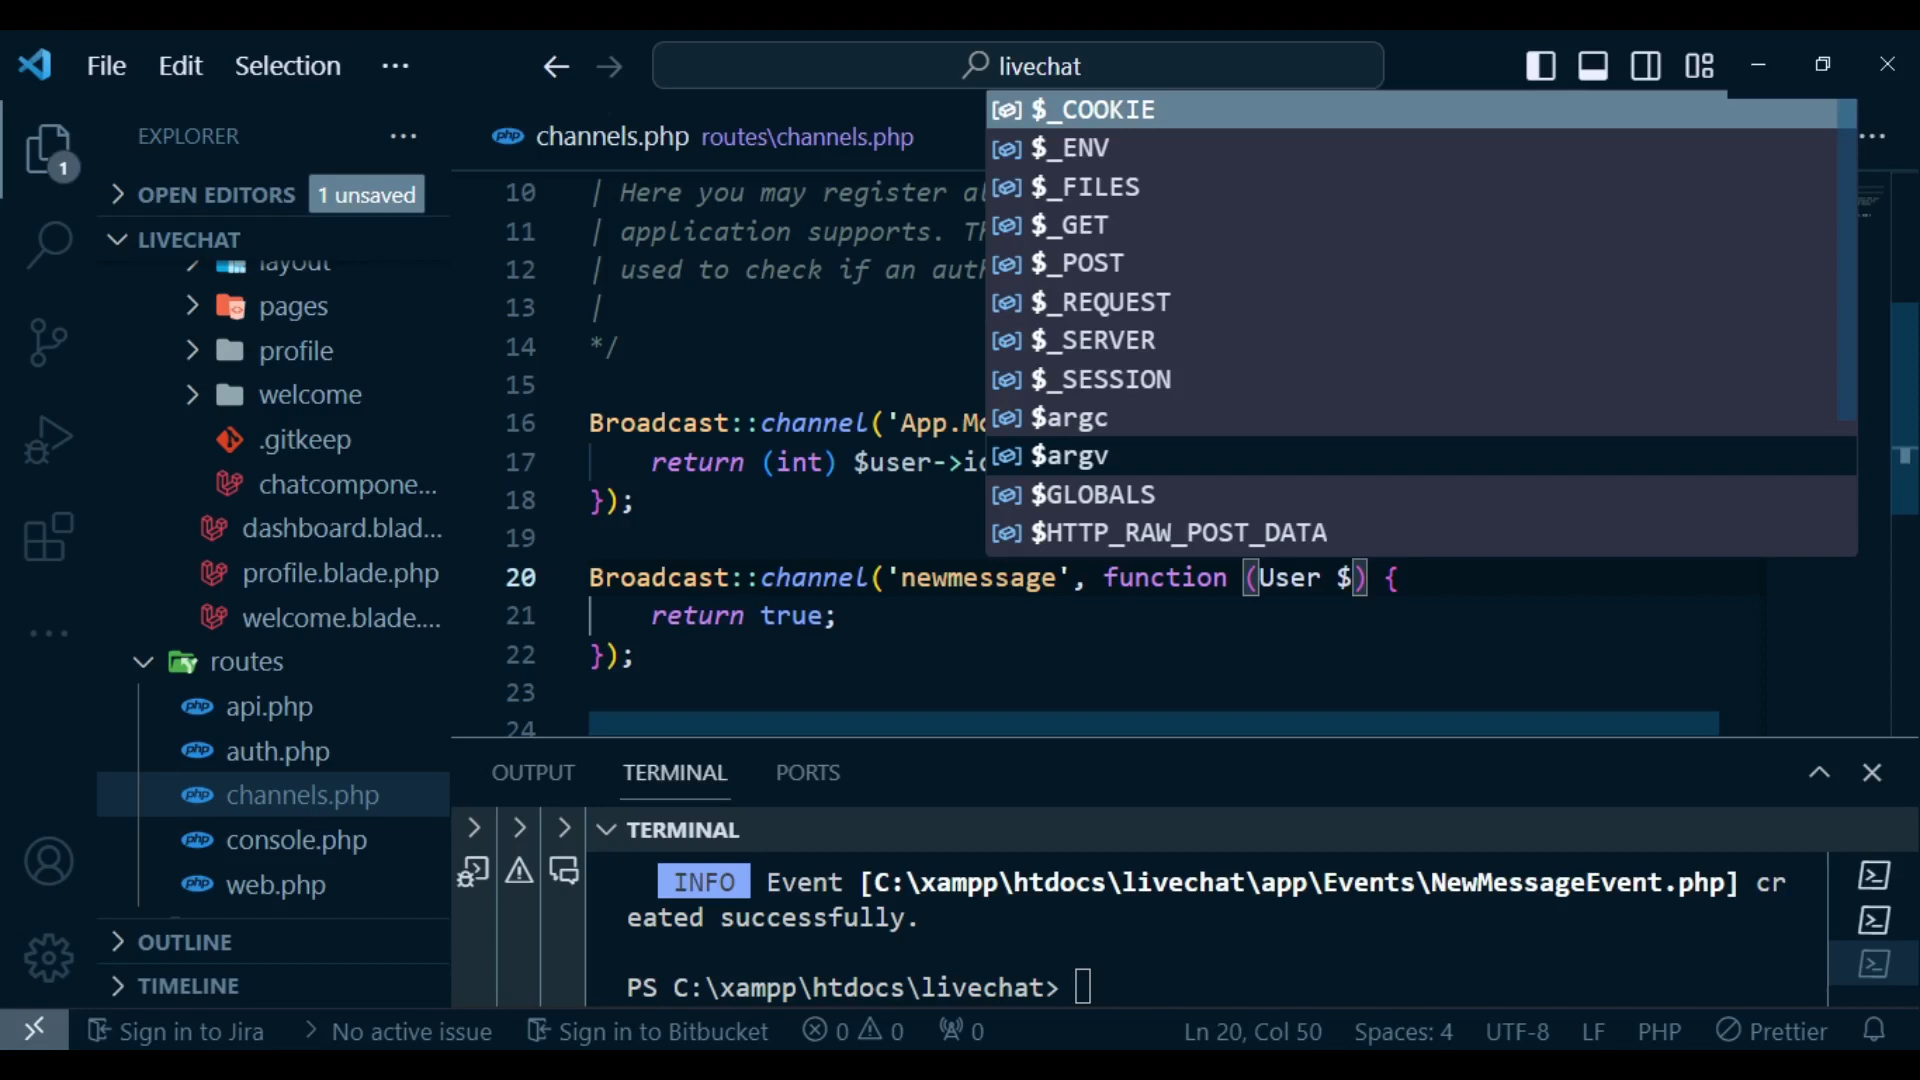 File Edit Selection ···
livechat
EXPLORER
OPEN EDITORS 1 unsaved
LIVECHAT
layout
pages
profile
welcome
.gitkeep
chatcompone...
dashboard.blad...
profile.blade.php
welcome.blade....
routes
api.php
auth.php
channels.php
console.php
web.php
OUTLINE
TIMELINE
1
php channels.php routes\channels.php
10 | Here you may register al
11 | application supports. Th
12 | used to check if an auth
13 |
14 */
15
16 Broadcast::channel('App.Mo
17 return (int) $user->id
18 });
19
20 Broadcast::channel('newmessage', function (User $) {
21 return true;
22 });
23
24
$_COOKIE
$_ENV
$_FILES
$_GET
$_POST
$_REQUEST
$_SERVER
$_SESSION
$argc
$argv
$GLOBALS
$HTTP_RAW_POST_DATA
OUTPUT TERMINAL PORTS
TERMINAL
INFO Event [C:\xampp\htdocs\livechat\app\Events\NewMessageEvent.php] cr
eated successfully.
PS C:\xampp\htdocs\livechat>
Sign in to Jira No active issue Sign in to Bitbucket 0 0 0 Ln 20, Col 50 Spaces: 4 UTF-8 LF PHP Prettier